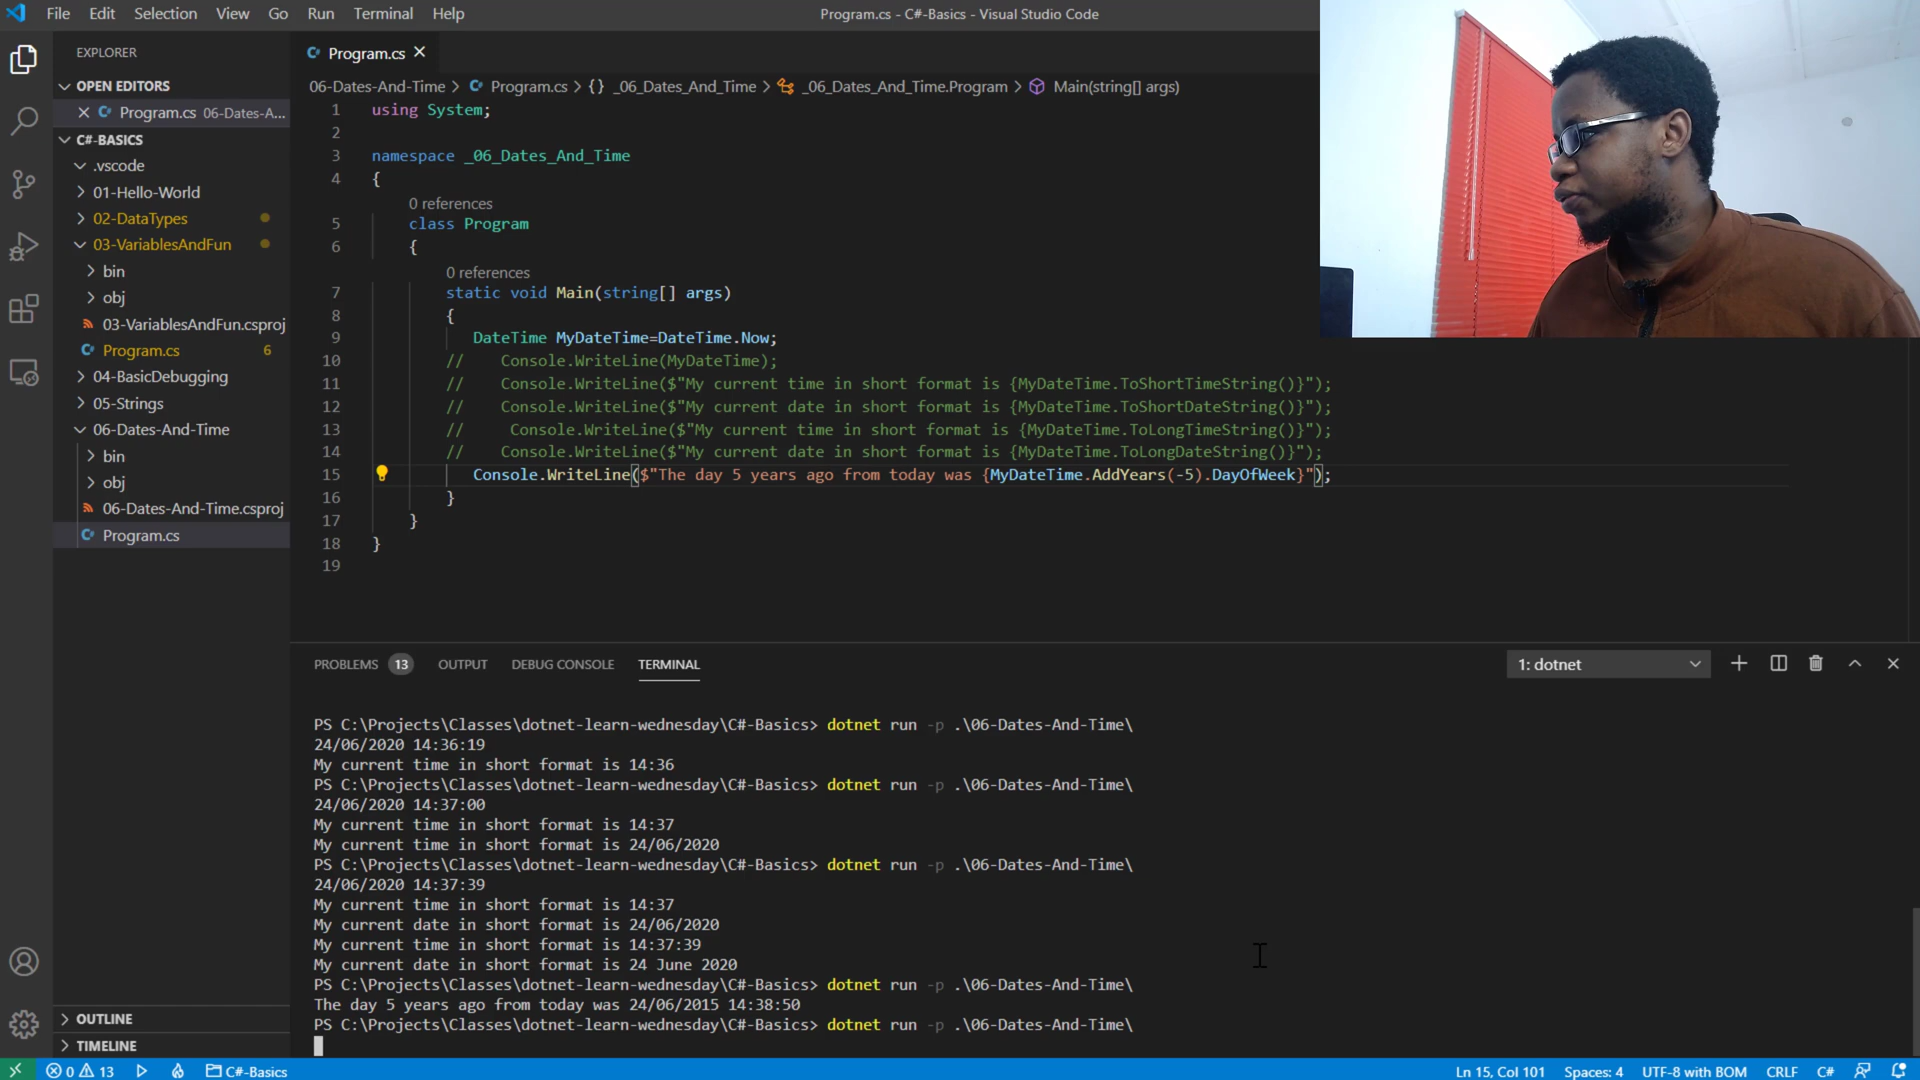 File Edit Selection View Go Run Terminal Help
Program.cs - C#-Basics - Visual Studio Code
EXPLORER
OPEN EDITORS
Program.cs 06-Dates-A...
C#-BASICS
.vscode
01-Hello-World
02-DataTypes
03-VariablesAndFun
bin
obj
03-VariablesAndFun.csproj
Program.cs 6
04-BasicDebugging
05-Strings
06-Dates-And-Time
bin
obj
06-Dates-And-Time.csproj
Program.cs
OUTLINE
TIMELINE
Program.cs
06-Dates-And-Time > Program.cs > {} _06_Dates_And_Time > _06_Dates_And_Time.Program > Main(string[] args)
1 using System;
2
3 namespace _06_Dates_And_Time
4 {
0 references
5 class Program
6 {
0 references
7 static void Main(string[] args)
8 {
9 DateTime MyDateTime=DateTime.Now;
10 // Console.WriteLine(MyDateTime);
11 // Console.WriteLine($"My current time in short format is {MyDateTime.ToShortTimeString()}");
12 // Console.WriteLine($"My current date in short format is {MyDateTime.ToShortDateString()}");
13 // Console.WriteLine($"My current time in short format is {MyDateTime.ToLongTimeString()}");
14 // Console.WriteLine($"My current date in short format is {MyDateTime.ToLongDateString()}");
15 Console.WriteLine($"The day 5 years ago from today was {MyDateTime.AddYears(-5).DayOfWeek}");
16 }
17 }
18 }
19
PROBLEMS 13 OUTPUT DEBUG CONSOLE TERMINAL
1: dotnet
PS C:\Projects\Classes\dotnet-learn-wednesday\C#-Basics> dotnet run -p .\06-Dates-And-Time\
24/06/2020 14:36:19
My current time in short format is 14:36
PS C:\Projects\Classes\dotnet-learn-wednesday\C#-Basics> dotnet run -p .\06-Dates-And-Time\
24/06/2020 14:37:00
My current time in short format is 14:37
My current time in short format is 24/06/2020
PS C:\Projects\Classes\dotnet-learn-wednesday\C#-Basics> dotnet run -p .\06-Dates-And-Time\
24/06/2020 14:37:39
My current time in short format is 14:37
My current date in short format is 24/06/2020
My current time in short format is 14:37:39
My current date in short format is 24 June 2020
PS C:\Projects\Classes\dotnet-learn-wednesday\C#-Basics> dotnet run -p .\06-Dates-And-Time\
The day 5 years ago from today was 24/06/2015 14:38:50
PS C:\Projects\Classes\dotnet-learn-wednesday\C#-Basics> dotnet run -p .\06-Dates-And-Time\
0 13 C#-Basics
Ln 15, Col 101 Spaces: 4 UTF-8 with BOM CRLF C#